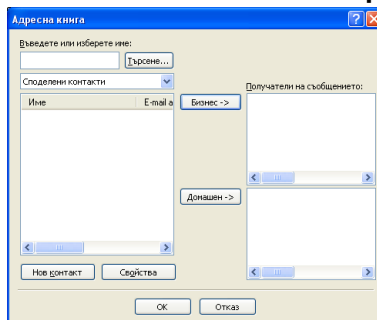 Адресна книга
Въведете или изберете име:
Търсене...
Споделени контакти
Получатели на съобщението:
Име E-mail а
Бизнес ->
Домашен ->
Нов контакт Свойства
OK Отказ